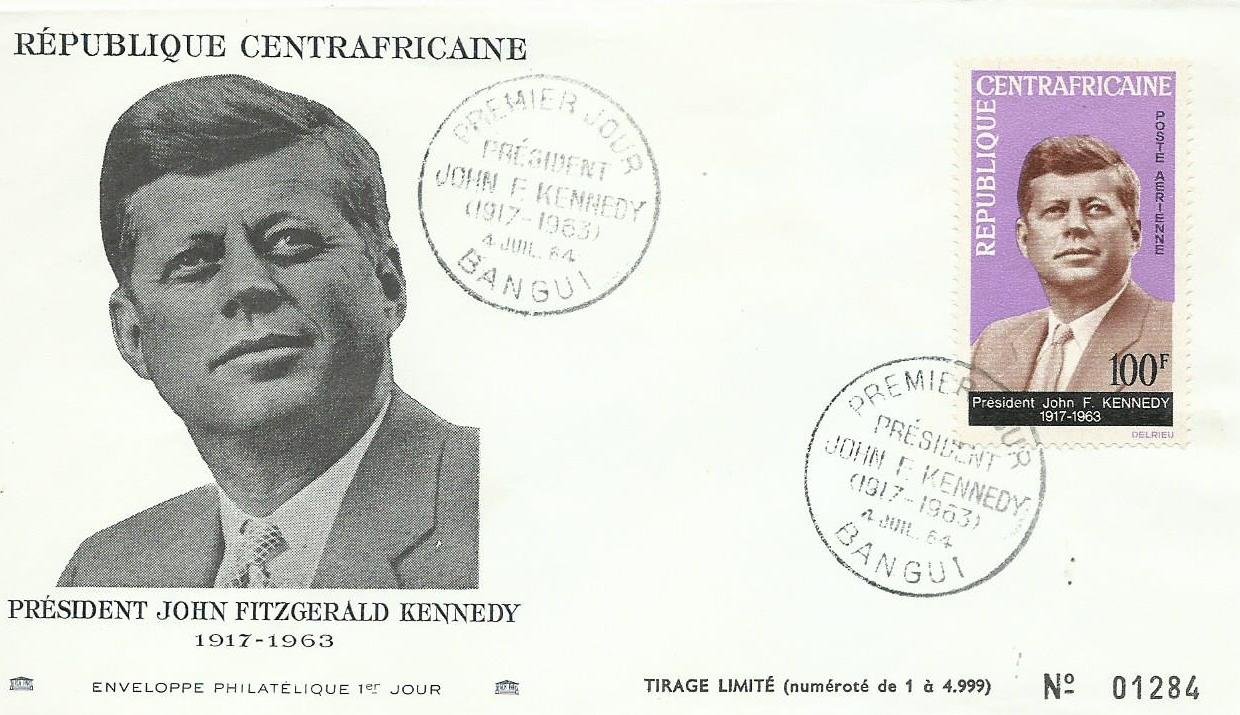 RÉPUBLIQUE CENTRAFRICAINE
PREMIER JOUR
PRÉSIDENT
JOHN F. KENNEDY
(1917-1963)
4 JUIL. 64
BANGUI
REPUBLIQUE CENTRAFRICAINE
POSTE AERIENNE
100F
Président John F. KENNEDY
1917-1963
DELRIEU
PREMIER JOUR
PRÉSIDENT
JOHN F. KENNEDY
(1917-1963)
4 JUIL. 64
BANGUI
PRÉSIDENT JOHN FITZGERALD KENNEDY
1917-1963
ENVELOPPE PHILATÉLIQUE 1er JOUR
TIRAGE LIMITÉ (numéroté de 1 à 4.999) Nº 01284